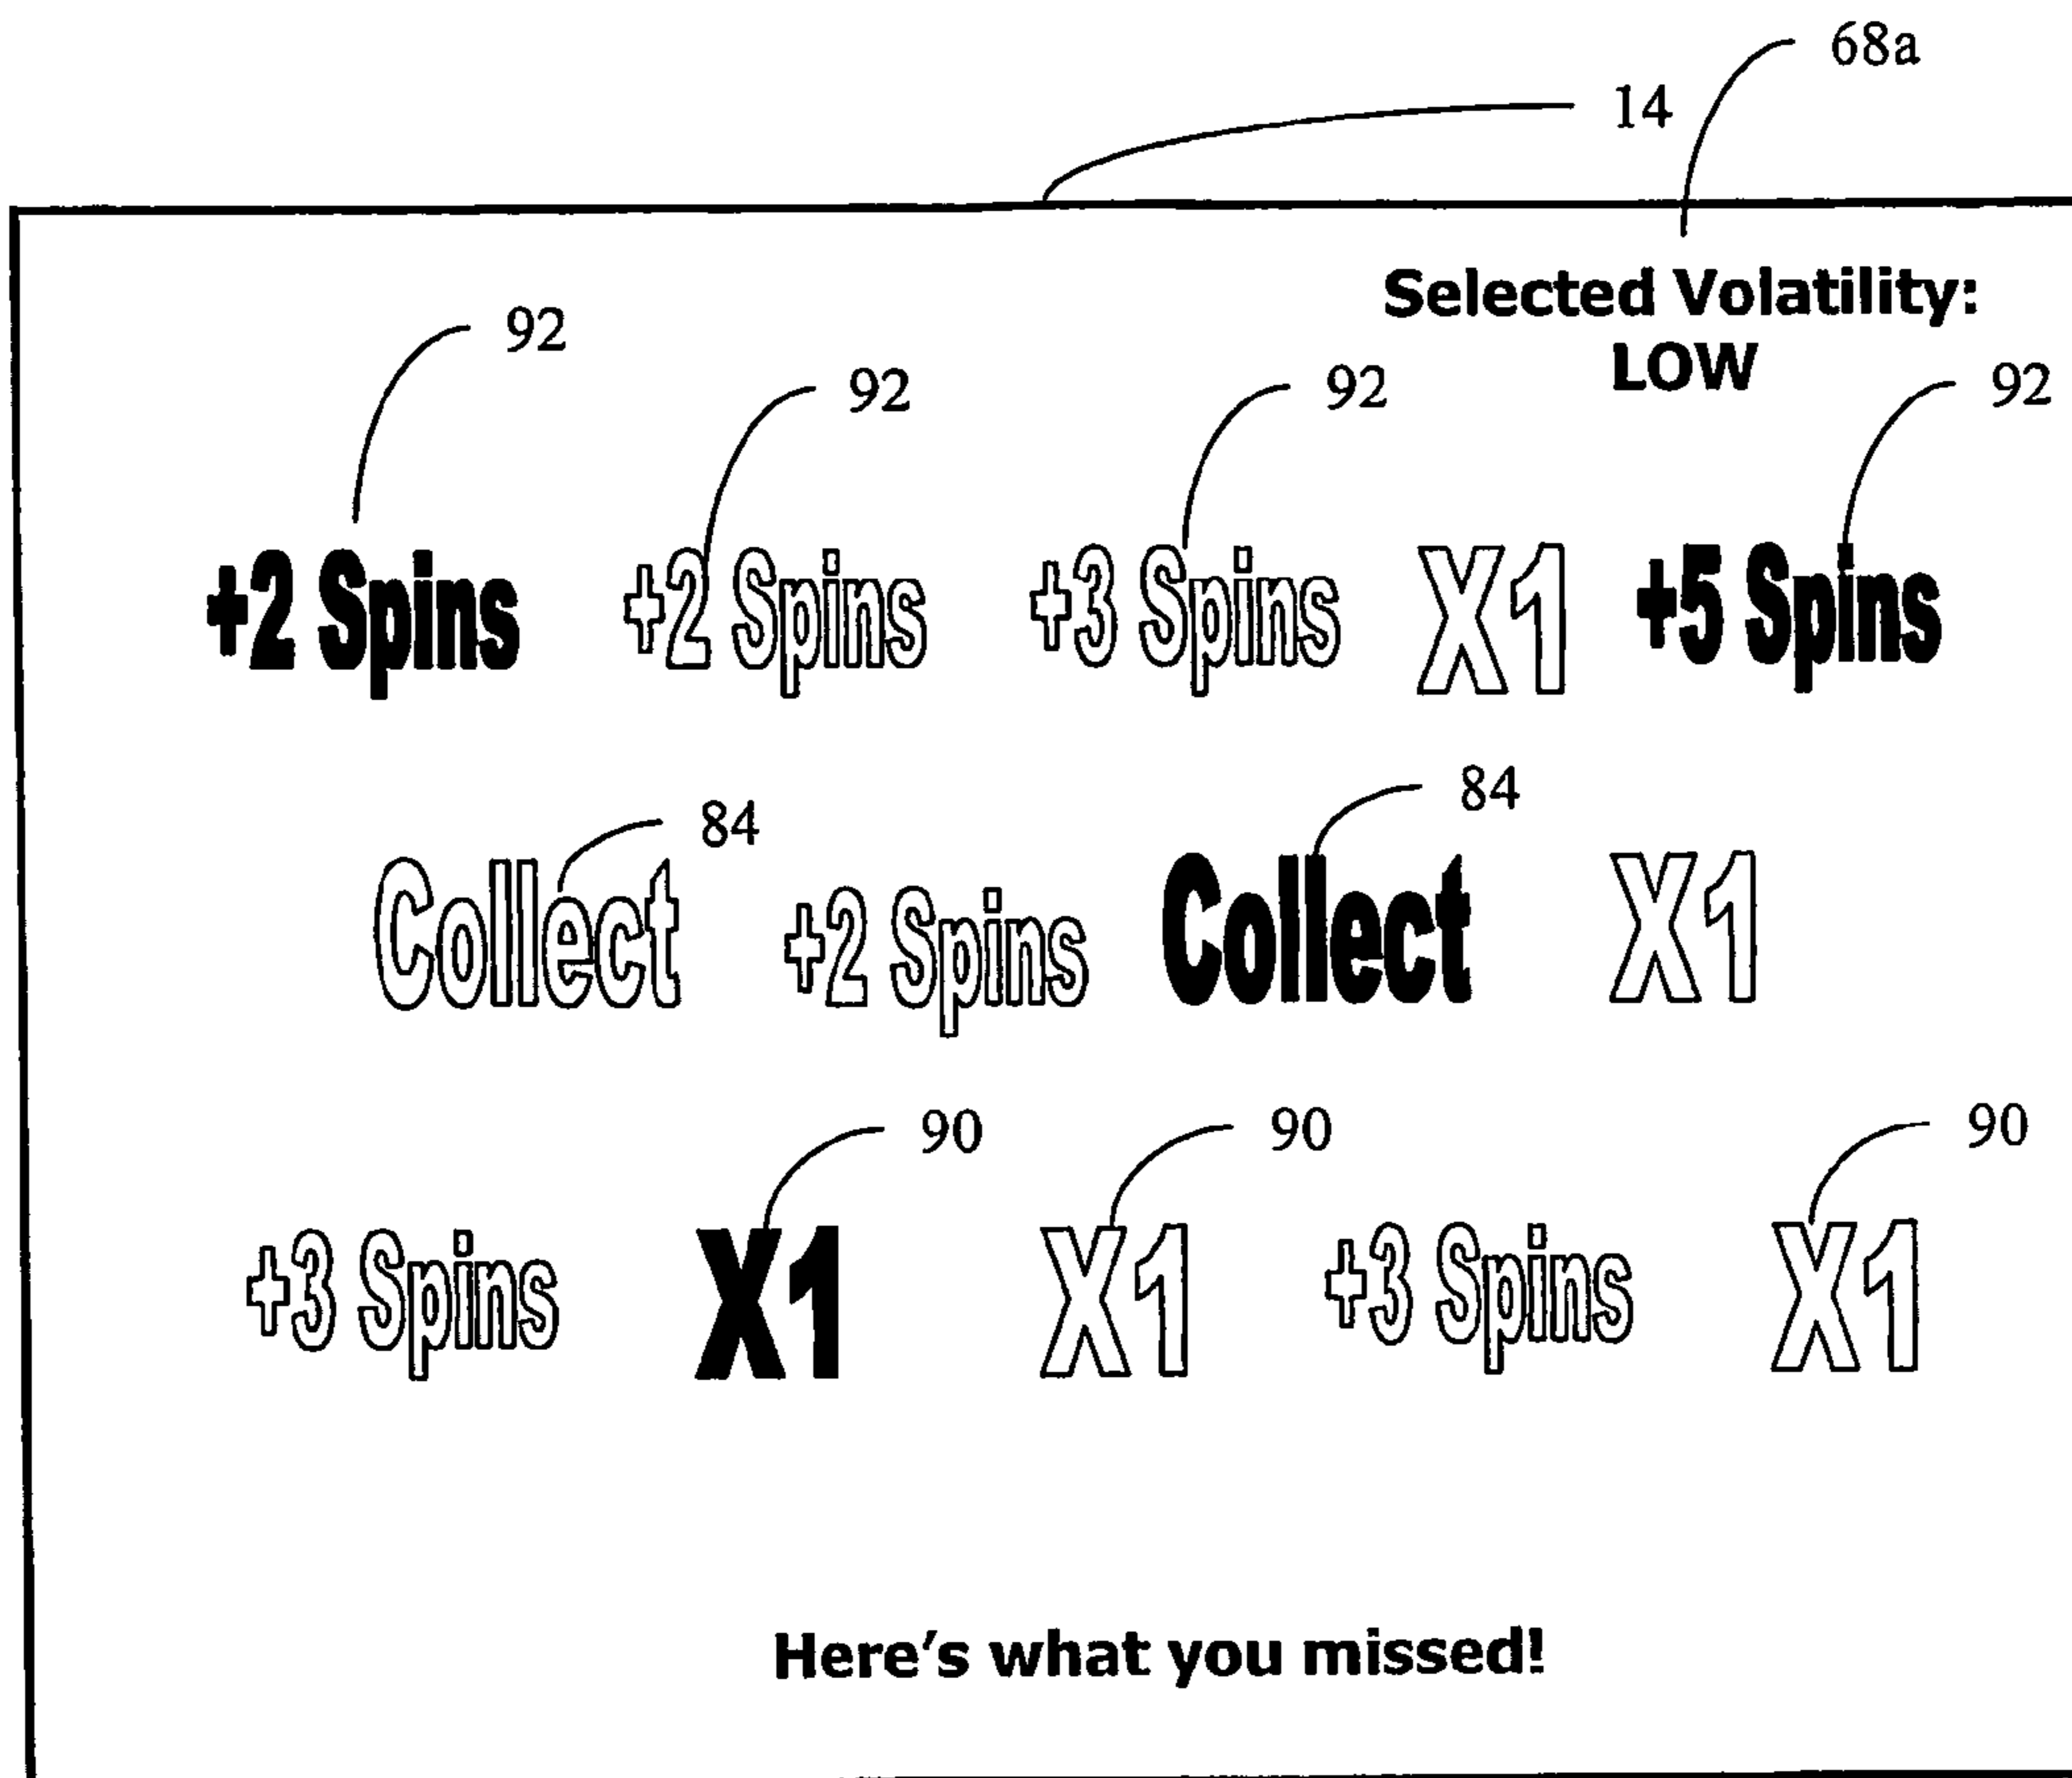 68a
14
Selected Volatility:
LOW
92 92 92 92
+2 Spins +2 Spins +3 Spins X1 +5 Spins
84 84
Collect +2 Spins Collect X1
90 90 90
+3 Spins X1 X1 +3 Spins X1
Here's what you missed!